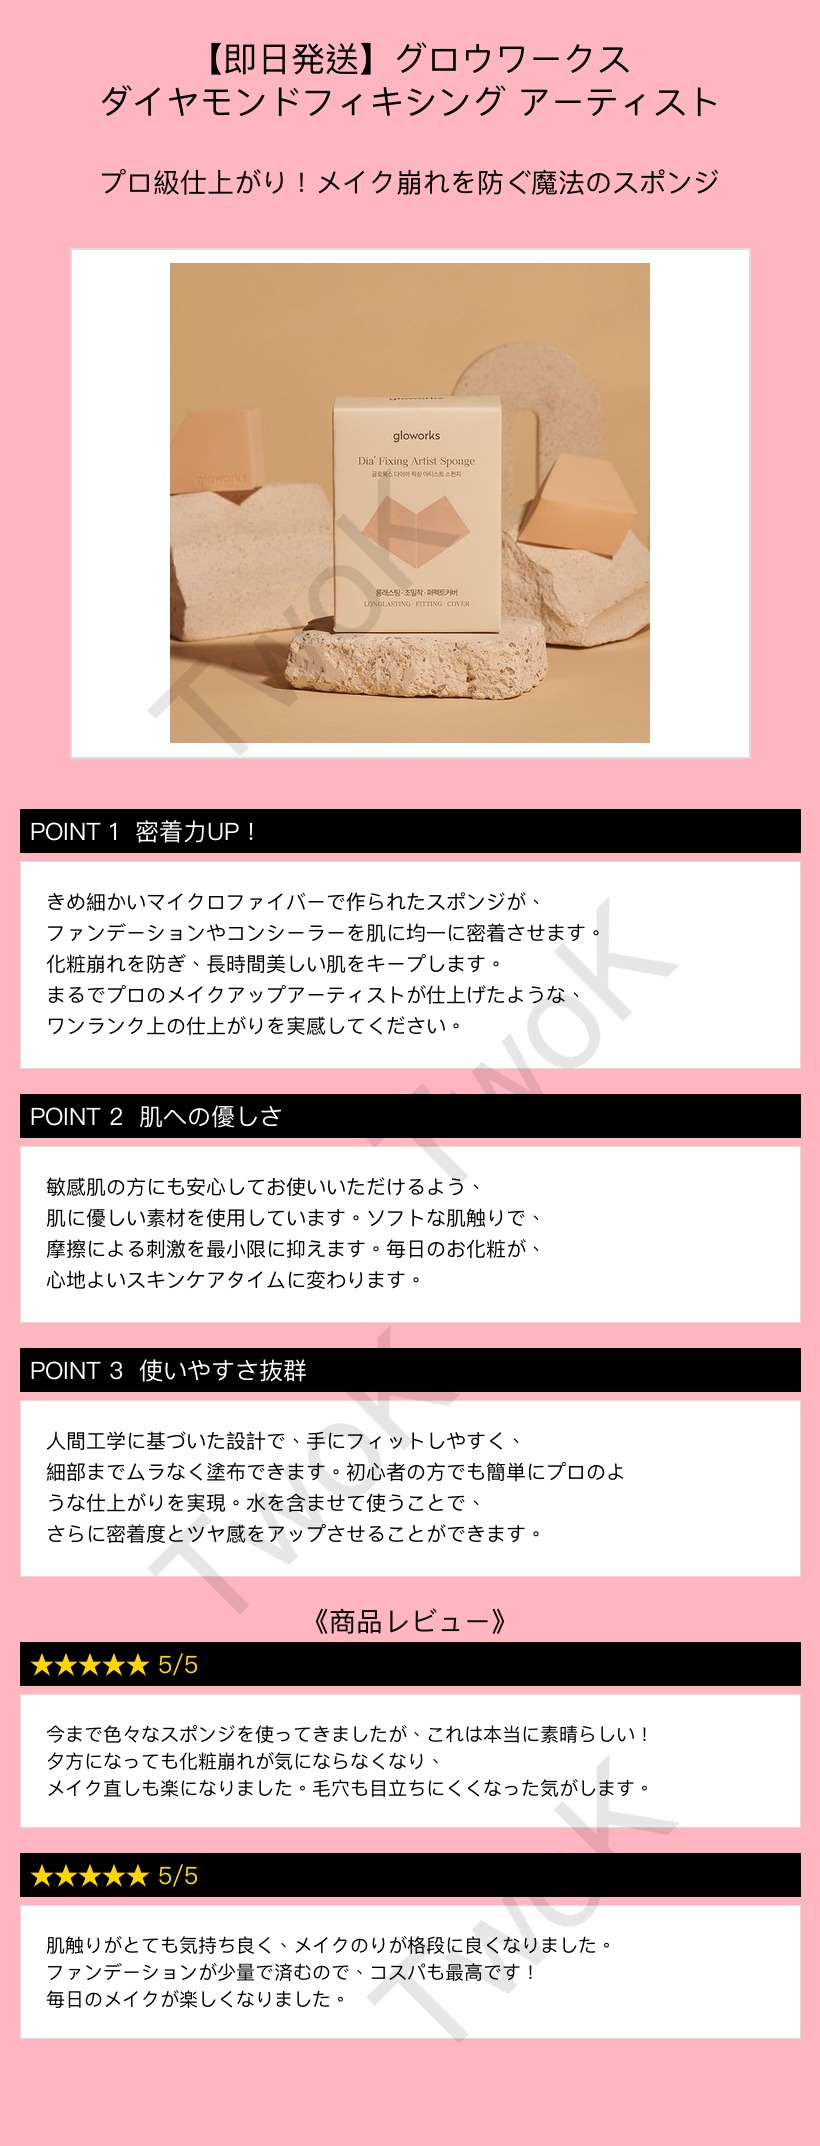 【即日発送】グロウワークス
ダイヤモンドフィキシング アーティスト
プロ級仕上がり！メイク崩れを防ぐ魔法のスポンジ
gloworks
gloworks
gloworks
Dia' Fixing Artist Sponge
글로웍스 다이아 픽싱 아티스트 스펀지
롱래스팅 · 초밀착 · 퍼펙트커버
LONGLASTING · FITTING · COVER
TwoK
POINT 1 密着力UP！
きめ細かいマイクロファイバーで作られたスポンジが、
ファンデーションやコンシーラーを肌に均一に密着させます。
化粧崩れを防ぎ、長時間美しい肌をキープします。
まるでプロのメイクアップアーティストが仕上げたような、
ワンランク上の仕上がりを実感してください。
TwoK
POINT 2 肌への優しさ
敏感肌の方にも安心してお使いいただけるよう、
肌に優しい素材を使用しています。ソフトな肌触りで、
摩擦による刺激を最小限に抑えます。毎日のお化粧が、
心地よいスキンケアタイムに変わります。
POINT 3 使いやすさ抜群
人間工学に基づいた設計で、手にフィットしやすく、
細部までムラなく塗布できます。初心者の方でも簡単にプロのよ
うな仕上がりを実現。水を含ませて使うことで、
さらに密着度とツヤ感をアップさせることができます。
TwoK
《商品レビュー》
★★★★★ 5/5
今まで色々なスポンジを使ってきましたが、これは本当に素晴らしい！
夕方になっても化粧崩れが気にならなくなり、
メイク直しも楽になりました。毛穴も目立ちにくくなった気がします。
★★★★★ 5/5
肌触りがとても気持ち良く、メイクのりが格段に良くなりました。
ファンデーションが少量で済むので、コスパも最高です！
毎日のメイクが楽しくなりました。
TwoK